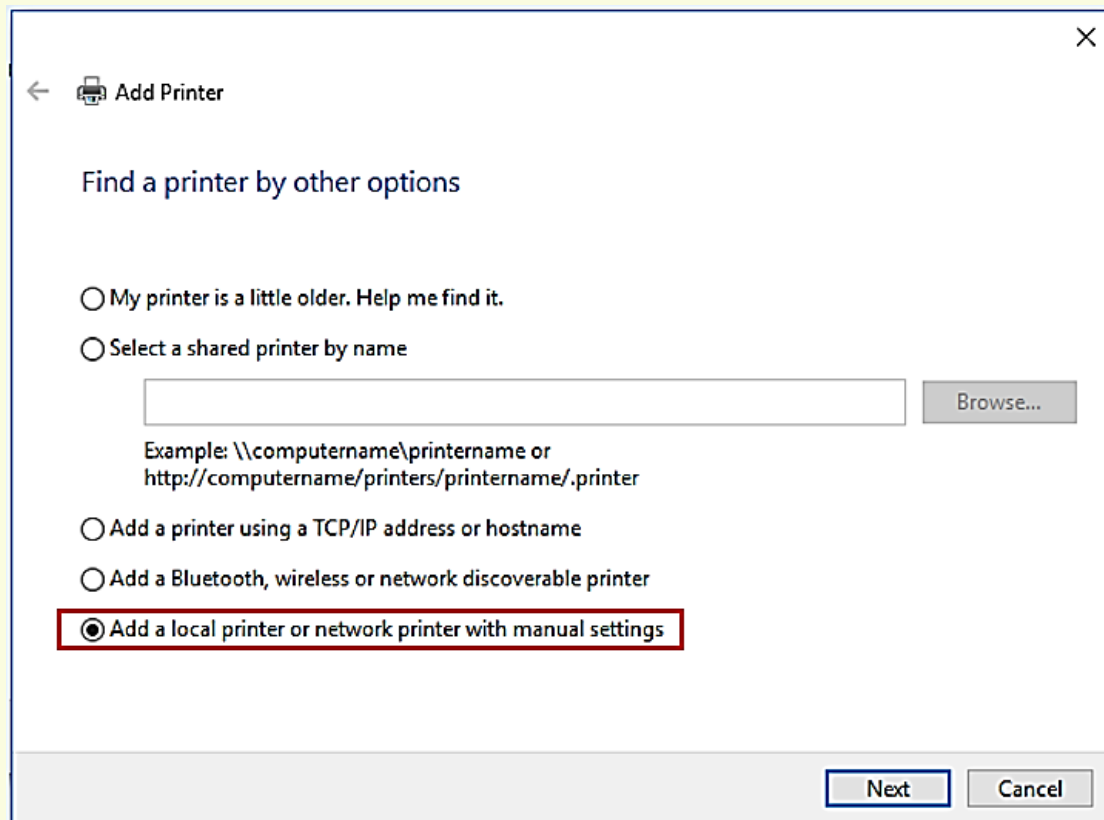 Add Printer
Find a printer by other options
My printer is a little older. Help me find it.
Select a shared printer by name
Browse...
Example: \\computername\printername or
http://computername/printers/printername/.printer
Add a printer using a TCP/IP address or hostname
Add a Bluetooth, wireless or network discoverable printer
Add a local printer or network printer with manual settings
Next Cancel